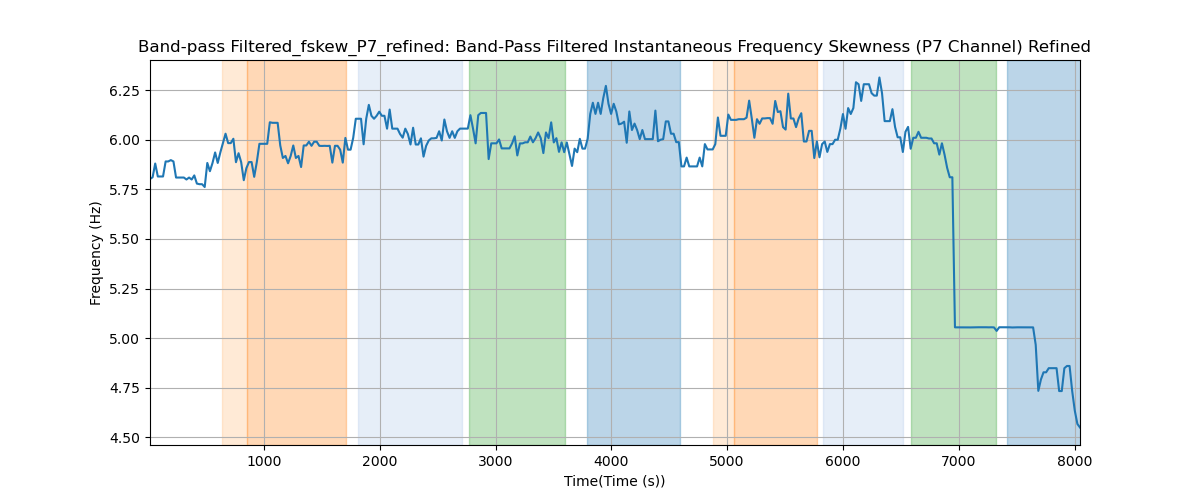 Band-pass Filtered_fskew_P7_refined: Band-Pass Filtered Instantaneous Frequency Skewness (P7 Channel) Refined
6.25
6.00
5.75
5.50
5.25
5.00
4.75
4.50
Frequency (Hz)
1000 2000 3000 4000 5000 6000 7000 8000
Time(Time (s))